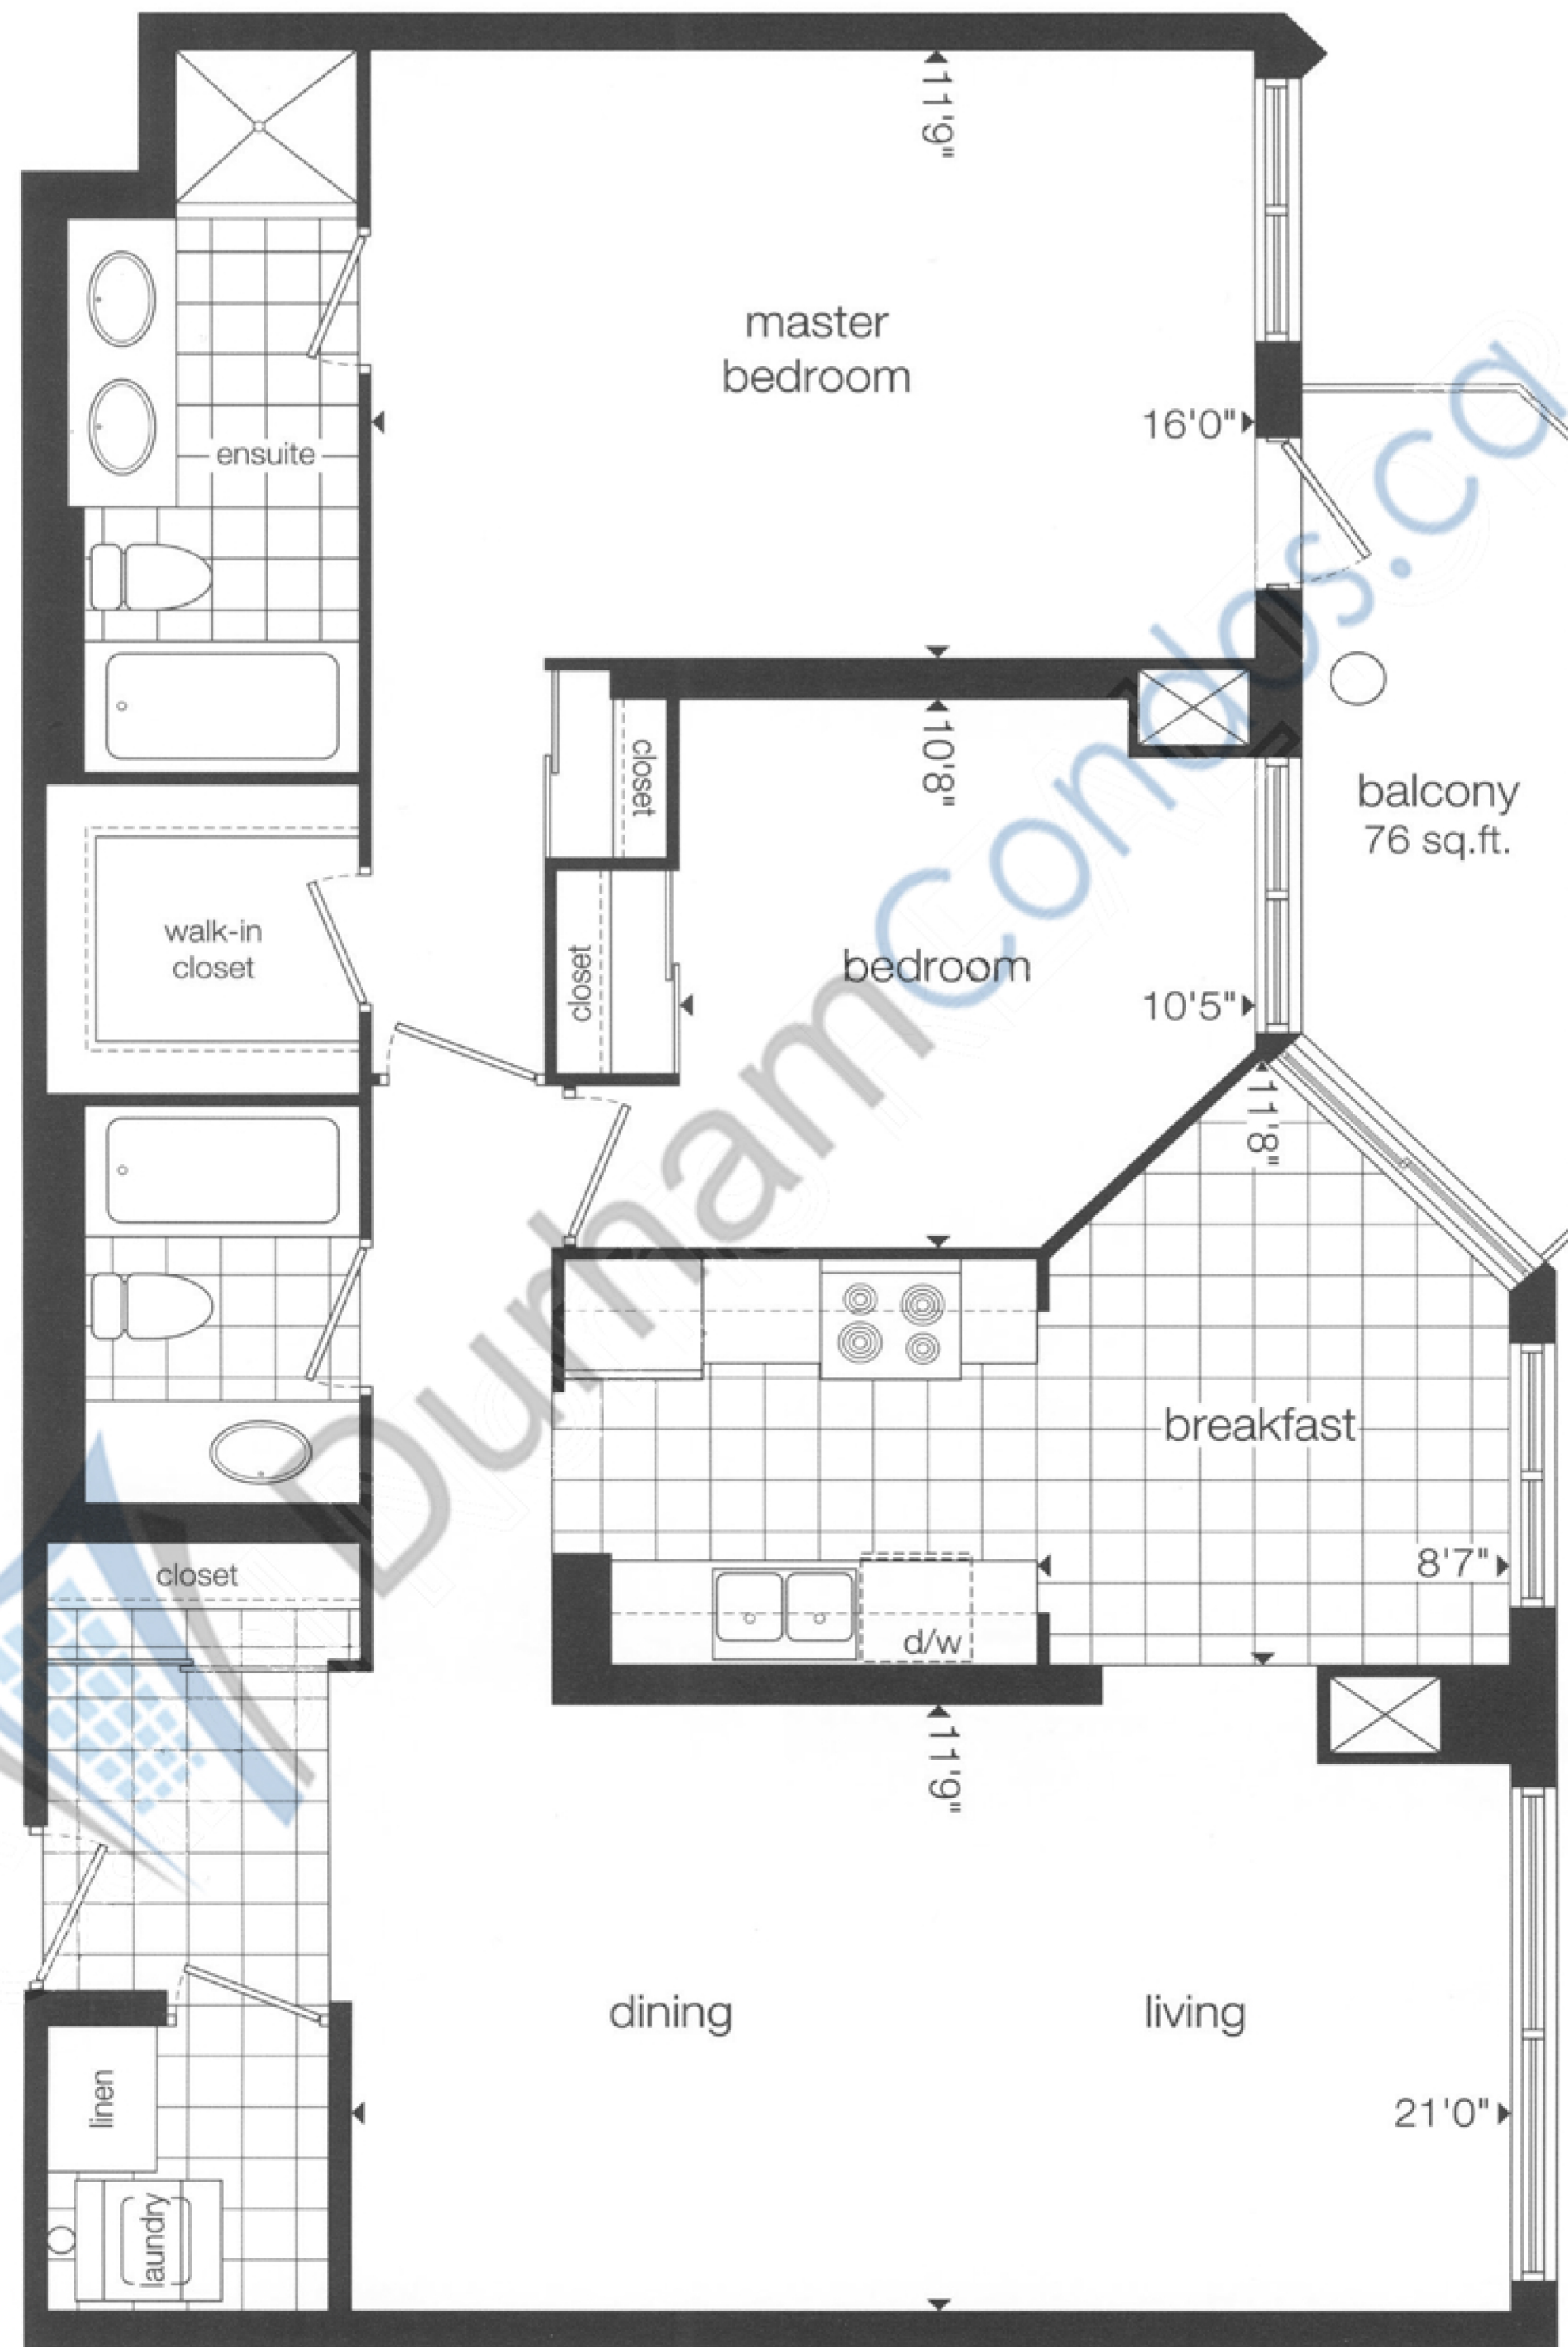 11'9"
master
bedroom
16'0"
ensuite
closet
10'8"
balcony
76 sq.ft.
walk-in
closet
closet
bedroom
10'5"
11'8"
breakfast
8'7"
closet
d/w
11'9"
dining
living
linen
21'0"
laundry
DurhamCondos.ca